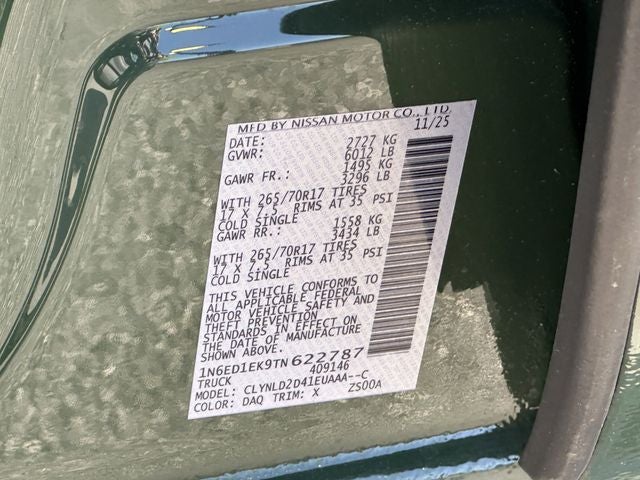 MFD BY NISSAN MOTOR CO., LTD.
DATE: 11/25
GVWR: 2727 KG
6012 LB
GAWR FR.: 1495 KG
3296 LB
WITH 265/70R17 TIRES
17 X 7.5 RIMS AT 35 PSI
COLD SINGLE
GAWR RR.: 1558 KG
3434 LB
WITH 265/70R17 TIRES
17 X 7.5 RIMS AT 35 PSI
COLD SINGLE
THIS VEHICLE CONFORMS TO
ALL APPLICABLE FEDERAL
MOTOR VEHICLE SAFETY AND
THEFT PREVENTION
STANDARDS IN EFFECT ON
THE DATE OF MANUFACTURE
SHOWN ABOVE.
1N6ED1EK9TN622787
TRUCK 409146
MODEL: CLYNLD2D41EUAAA--C
COLOR: DAQ TRIM: X ZS00A